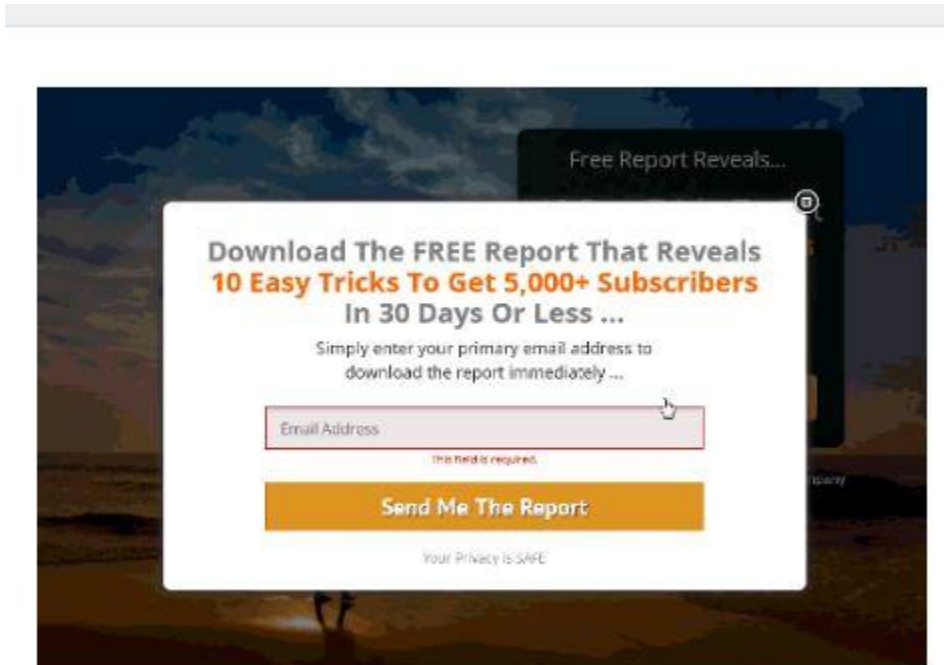 Free Report Reveals...
Download The FREE Report That Reveals
10 Easy Tricks To Get 5,000+ Subscribers
In 30 Days Or Less ...
Simply enter your primary email address to
download the report immediately ...
Email Address
This field is required.
Send Me The Report
Your Privacy is SAFE